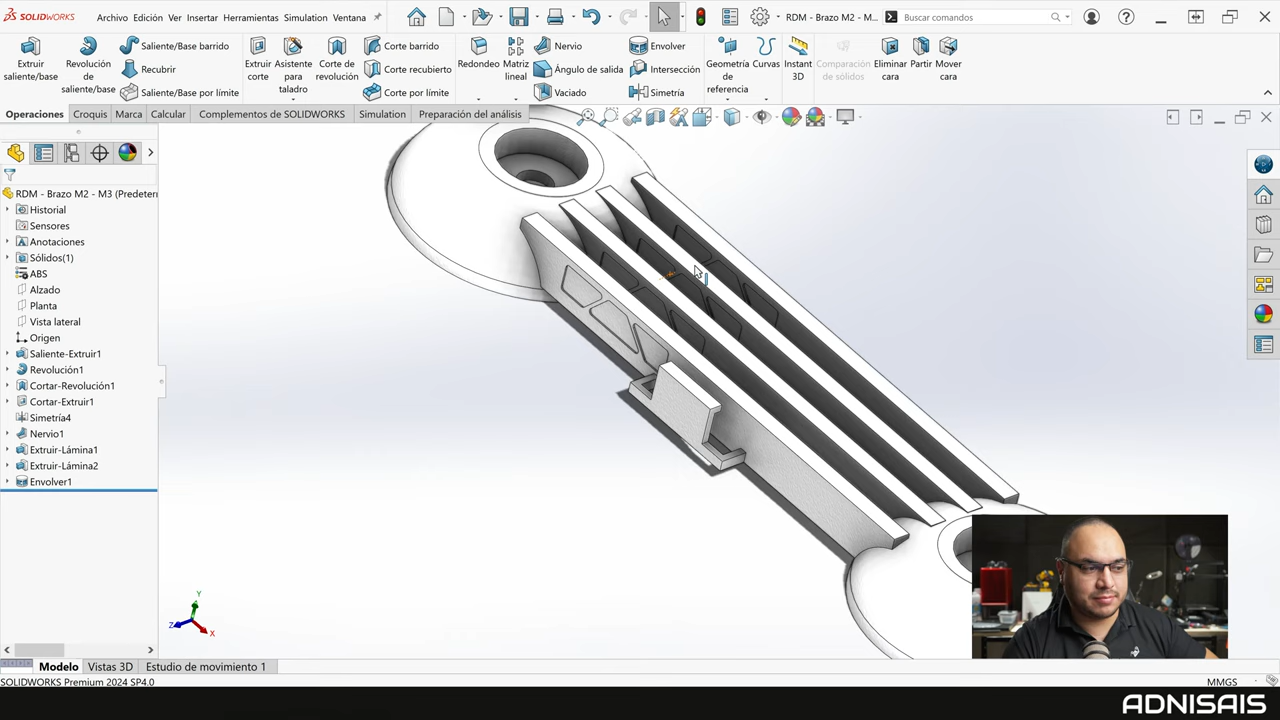 SOLIDWORKS
Archivo Edición Ver Insertar Herramientas Simulation Ventana
RDM - Brazo M2 - M...
Buscar comandos
Extruir saliente/base
Revolución de saliente/base
Saliente/Base barrido
Recubrir
Saliente/Base por límite
Extruir corte
Asistente para taladro
Corte de revolución
Corte barrido
Corte recubierto
Corte por límite
Redondeo
Matriz lineal
Nervio
Ángulo de salida
Vaciado
Envolver
Intersección
Simetría
Geometría de referencia
Curvas
Instant 3D
Comparación de sólidos
Eliminar cara
Partir
Mover cara
Operaciones Croquis Marca Calcular Complementos de SOLIDWORKS Simulation Preparación del análisis
RDM - Brazo M2 - M3 (Predeter
Historial
Sensores
Anotaciones
Sólidos(1)
ABS
Alzado
Planta
Vista lateral
Origen
Saliente-Extruir1
Revolución1
Cortar-Revolución1
Cortar-Extruir1
Simetría4
Nervio1
Extruir-Lámina1
Extruir-Lámina2
Envolver1
Y
Z
X
Modelo Vistas 3D Estudio de movimiento 1
SOLIDWORKS Premium 2024 SP4.0
MMGS
ADNISAIS